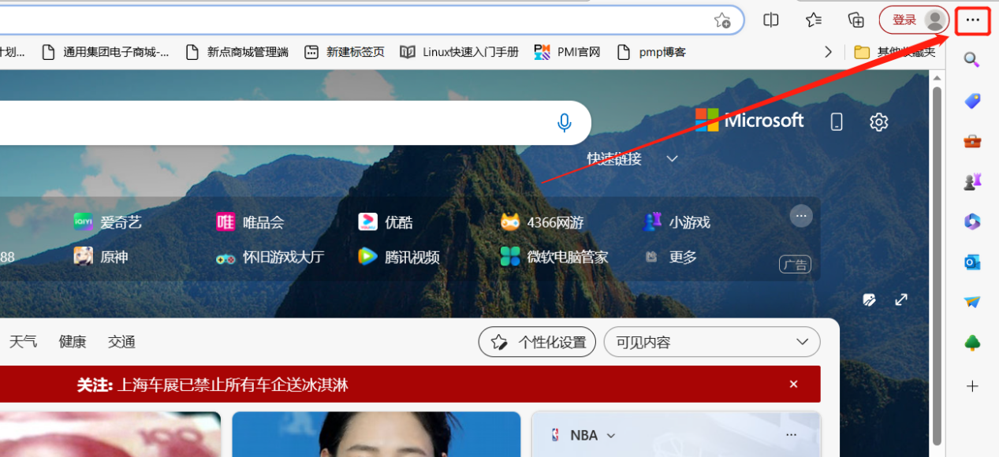 登录
计划...
通用集团电子商城-...
新点商城管理端
新建标签页
Linux快速入门手册
PMI官网
pmp博客
其他收藏夹
Microsoft
快速链接
爱奇艺
唯品会
优酷
4366网游
小游戏
88
原神
怀旧游戏大厅
腾讯视频
微软电脑管家
更多
广告
天气
健康
交通
个性化设置
可见内容
关注: 上海车展已禁止所有车企送冰淇淋
100
NBA